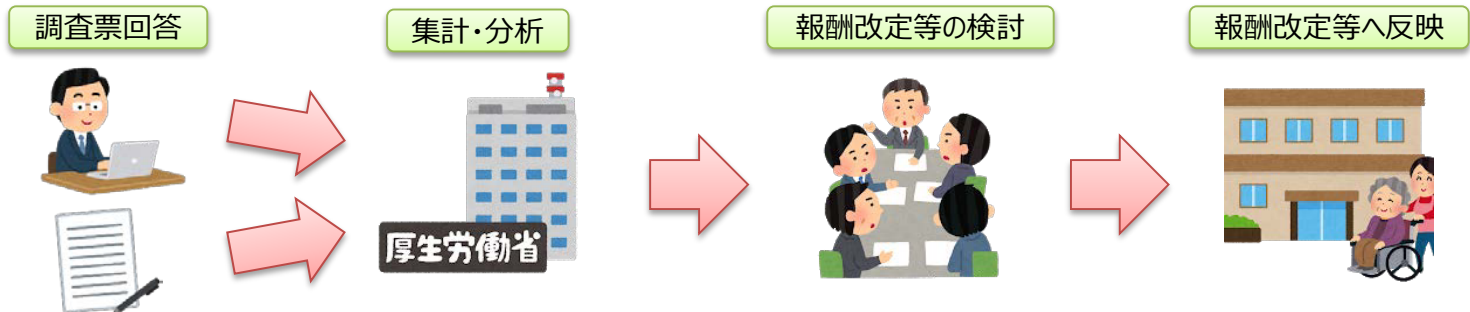 調査票回答
集計・分析
報酬改定等の検討
報酬改定等へ反映
厚生労働省